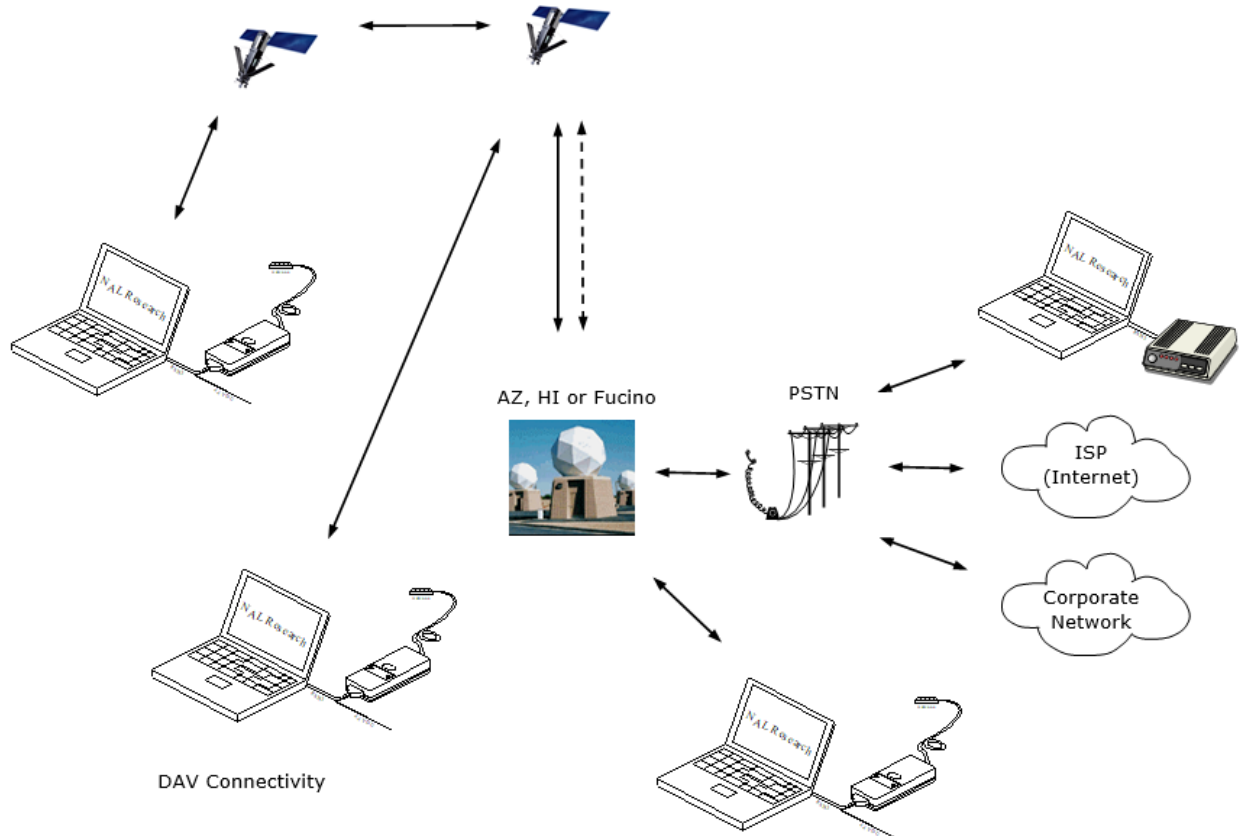 NAL Research
NAL Research
AZ, HI or Fucino
PSTN
ISP
(Internet)
Corporate
Network
NAL Research
NAL Research
DAV Connectivity